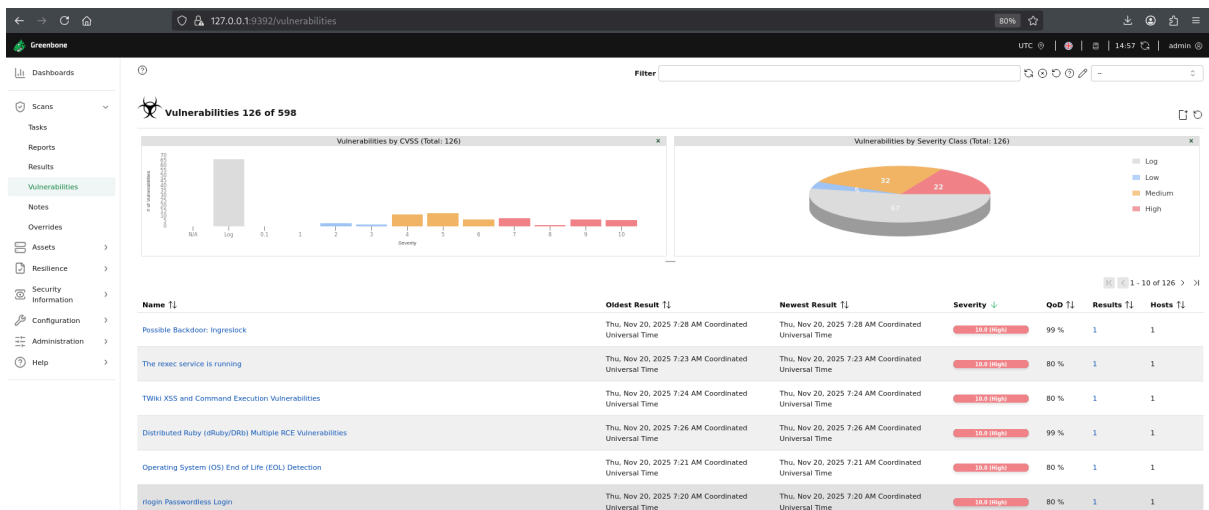 127.0.0.1:9392/vulnerabilities
80%
Greenbone
UTC
14:57
admin
Dashboards
Scans
Tasks
Reports
Results
Vulnerabilities
Notes
Overrides
Assets
Resilience
Security
Information
Configuration
Administration
Help
Filter
--
Vulnerabilities 126 of 598
Vulnerabilities by CVSS (Total: 126)
# of Vulnerabilities
N/A Log 0.1 1 2 3 4 5 6 7 8 9 10
Severity
Vulnerabilities by Severity Class (Total: 126)
32
22
67
Log
Low
Medium
High
1 - 10 of 126
Name Oldest Result Newest Result Severity QoD Results Hosts
Possible Backdoor: Ingreslock Thu, Nov 20, 2025 7:28 AM Coordinated Universal Time Thu, Nov 20, 2025 7:28 AM Coordinated Universal Time 10.0 (High) 99 % 1 1
The rexec service is running Thu, Nov 20, 2025 7:23 AM Coordinated Universal Time Thu, Nov 20, 2025 7:23 AM Coordinated Universal Time 10.0 (High) 80 % 1 1
TWiki XSS and Command Execution Vulnerabilities Thu, Nov 20, 2025 7:24 AM Coordinated Universal Time Thu, Nov 20, 2025 7:24 AM Coordinated Universal Time 10.0 (High) 80 % 1 1
Distributed Ruby (dRuby/DRb) Multiple RCE Vulnerabilities Thu, Nov 20, 2025 7:26 AM Coordinated Universal Time Thu, Nov 20, 2025 7:26 AM Coordinated Universal Time 10.0 (High) 99 % 1 1
Operating System (OS) End of Life (EOL) Detection Thu, Nov 20, 2025 7:21 AM Coordinated Universal Time Thu, Nov 20, 2025 7:21 AM Coordinated Universal Time 10.0 (High) 80 % 1 1
rlogin Passwordless Login Thu, Nov 20, 2025 7:20 AM Coordinated Universal Time Thu, Nov 20, 2025 7:20 AM Coordinated Universal Time 10.0 (High) 80 % 1 1